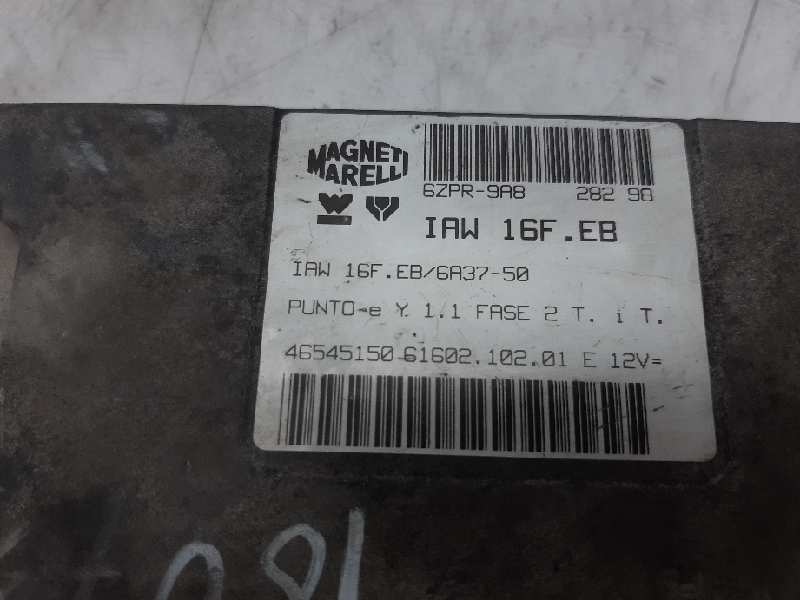 MAGNETI
MARELLI
6ZPR-9A8 282 98
IAW 16F.EB
IAW 16F.EB/6A37-50
PUNTO-e Y 1.1 FASE 2 T. i T.
46545150 61602.102.01 E 12V=